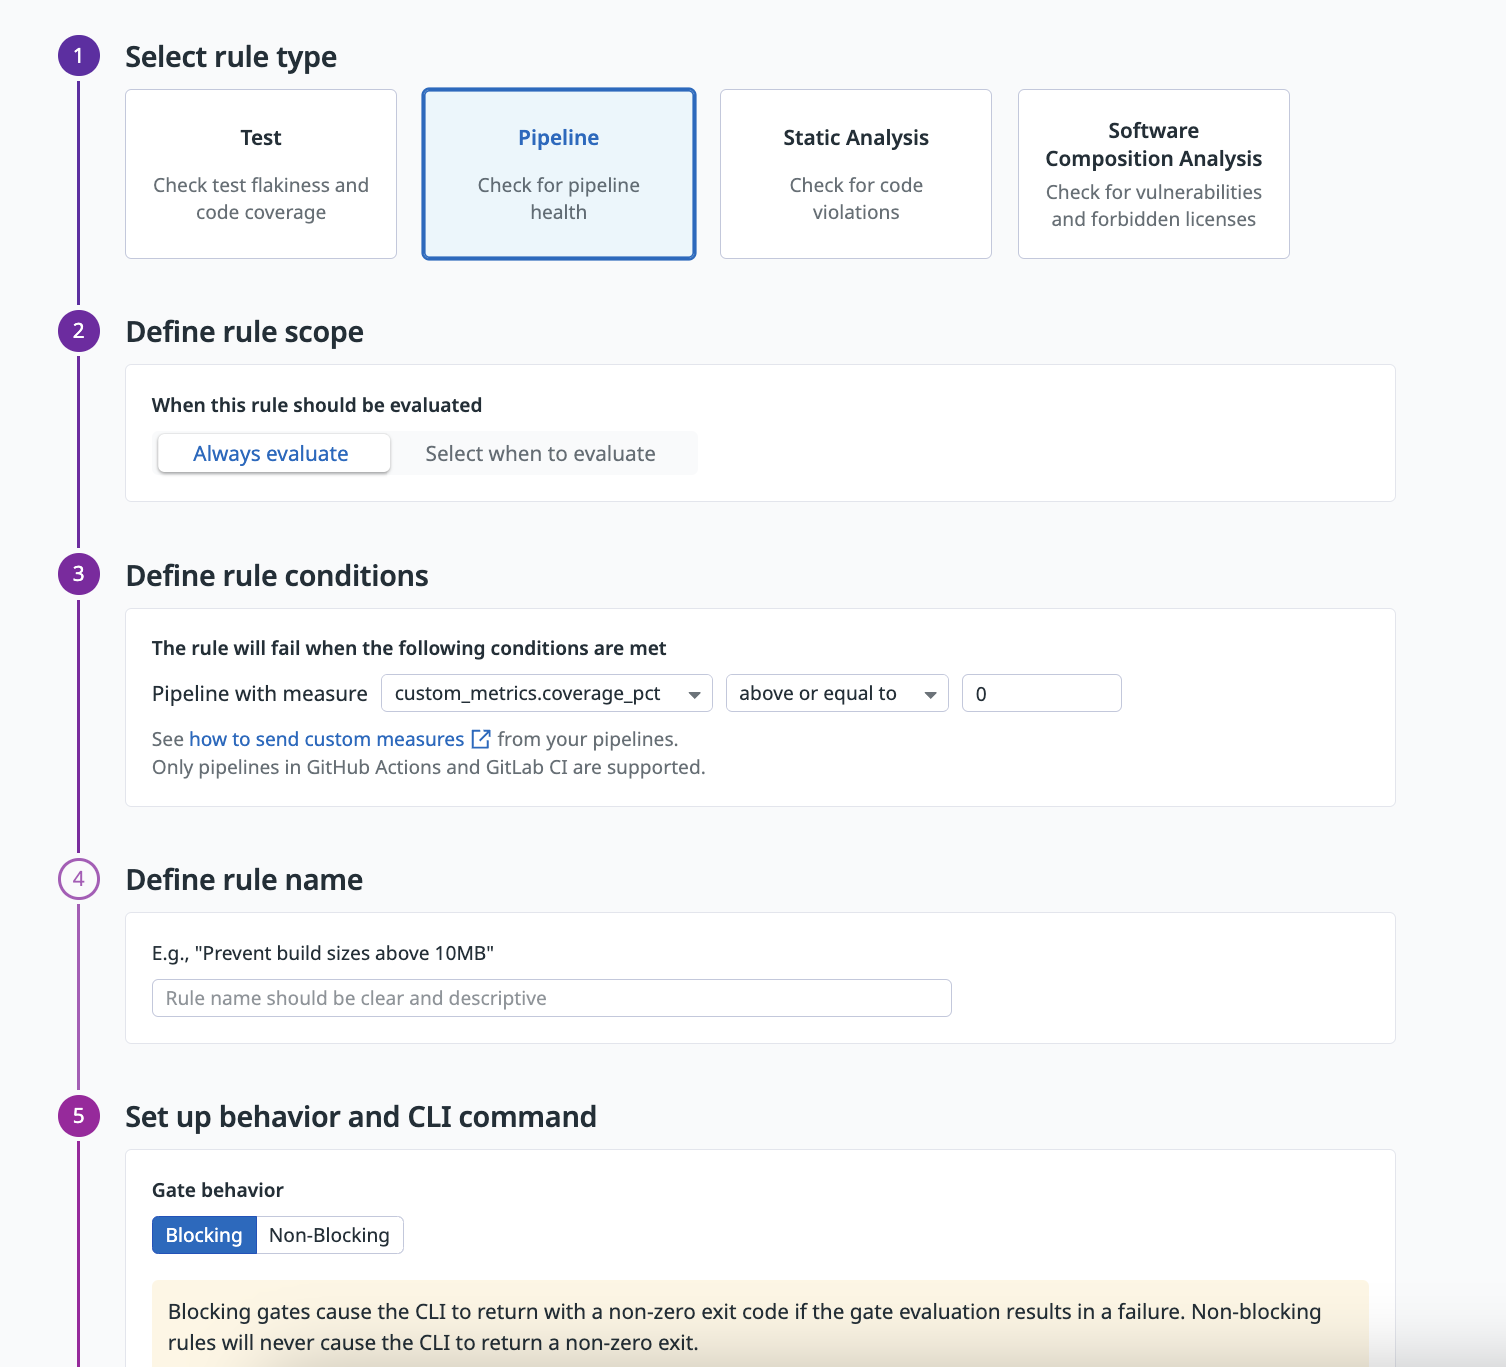 1
Select rule type
Test
Check test flakiness and
code coverage
Pipeline
Check for pipeline
health
Static Analysis
Check for code
violations
Software
Composition Analysis
Check for vulnerabilities
and forbidden licenses
2
Define rule scope
When this rule should be evaluated
Always evaluate
Select when to evaluate
3
Define rule conditions
The rule will fail when the following conditions are met
Pipeline with measure custom_metrics.coverage_pct above or equal to 0
See how to send custom measures from your pipelines.
Only pipelines in GitHub Actions and GitLab CI are supported.
4
Define rule name
E.g., "Prevent build sizes above 10MB"
Rule name should be clear and descriptive
5
Set up behavior and CLI command
Gate behavior
Blocking Non-Blocking
Blocking gates cause the CLI to return with a non-zero exit code if the gate evaluation results in a failure. Non-blocking
rules will never cause the CLI to return a non-zero exit.